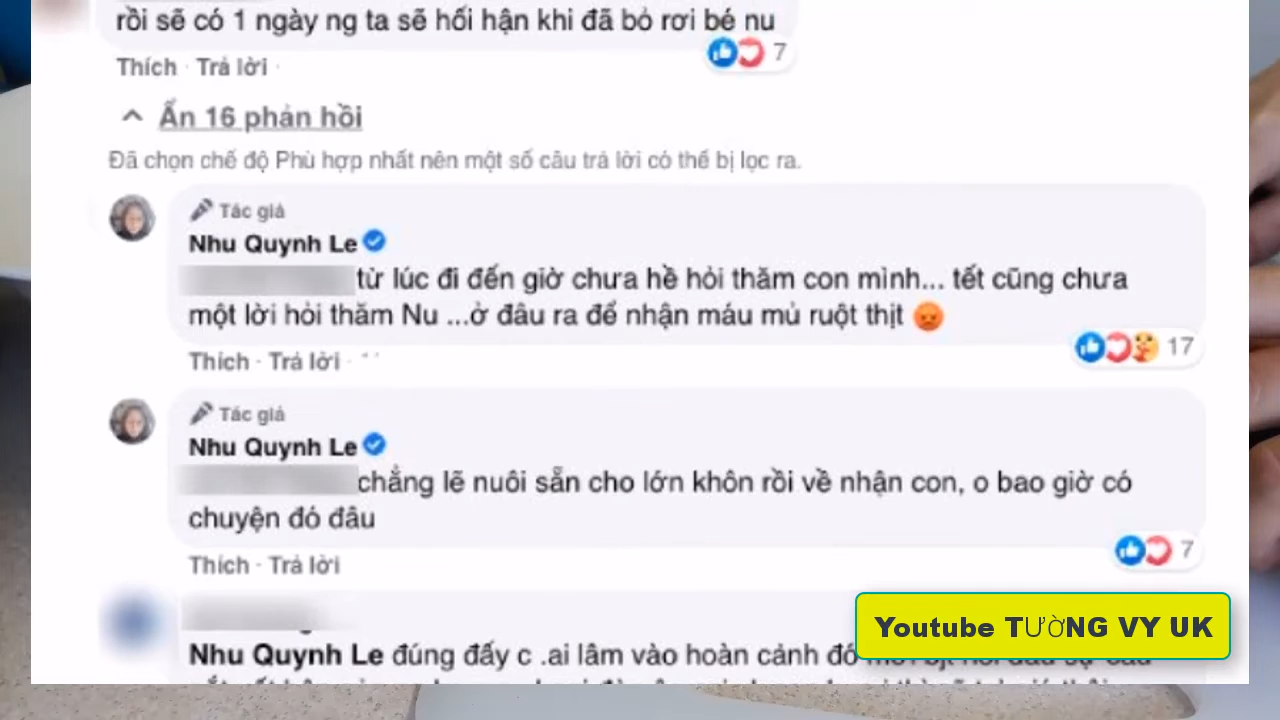 rồi sẽ có 1 ngày ng ta sẽ hối hận khi đã bỏ rơi bé nu
7
Thích · Trả lời ·
Ẩn 16 phản hồi
Đã chọn chế độ Phù hợp nhất nên một số câu trả lời có thể bị lọc ra.
Tác giả
Nhu Quynh Le
từ lúc đi đến giờ chưa hề hỏi thăm con mình... tết cũng chưa
một lời hỏi thăm Nu ...ở đâu ra để nhận máu mủ ruột thịt 😡
17
Thích · Trả lời ·
Tác giả
Nhu Quynh Le
chẳng lẽ nuôi sẵn cho lớn khôn rồi về nhận con, o bao giờ có
chuyện đó đâu
7
Thích · Trả lời
Youtube TƯỜNG VY UK
Nhu Quynh Le đúng đấy c .ai lâm vào hoàn cảnh đó